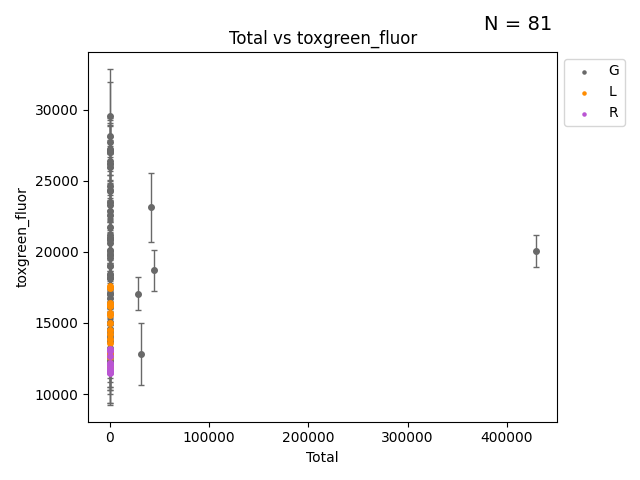 N = 81
Total vs toxgreen_fluor
G
L
R
30000
25000
20000
15000
10000
toxgreen_fluor
0
100000
200000
300000
400000
Total